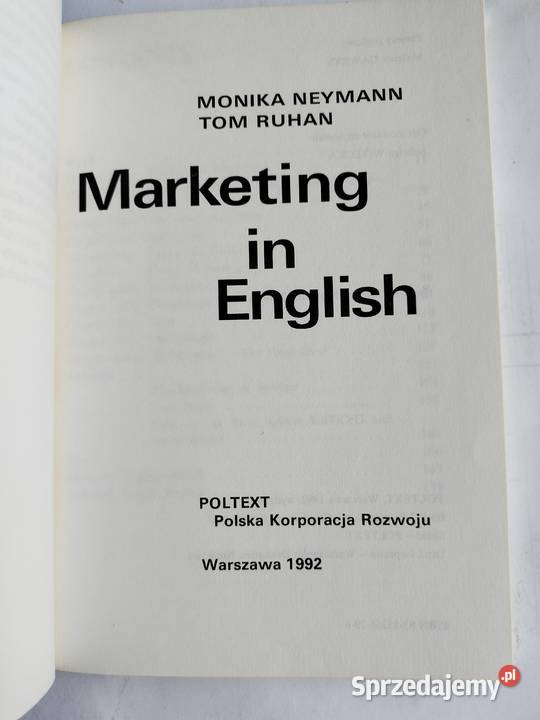 MONIKA NEYMANN
TOM RUHAN
Marketing
in
English
POLTEXT
Polska Korporacja Rozwoju
Warszawa 1992
Sprzedajemy.pl